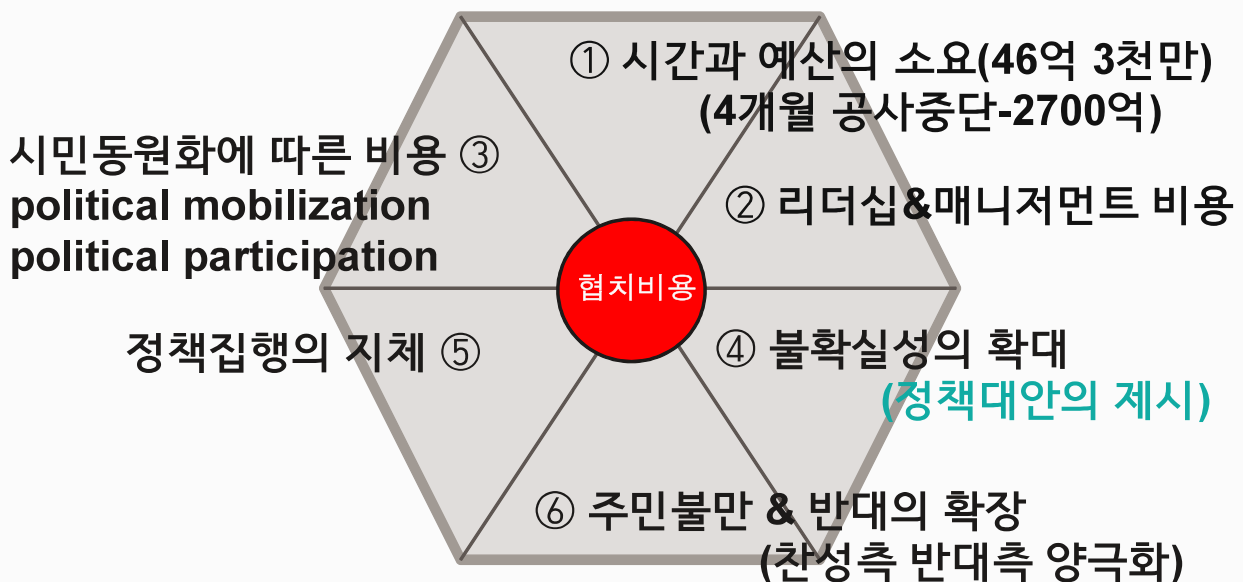 ① 시간과 예산의 소요(46억 3천만)
(4개월 공사중단-2700억)
② 리더십&매니저먼트 비용
시민동원화에 따른 비용 ③
political mobilization
political participation
협치비용
④ 불확실성의 확대
(정책대안의 제시)
정책집행의 지체 ⑤
⑥ 주민불만 & 반대의 확장
(찬성측 반대측 양극화)